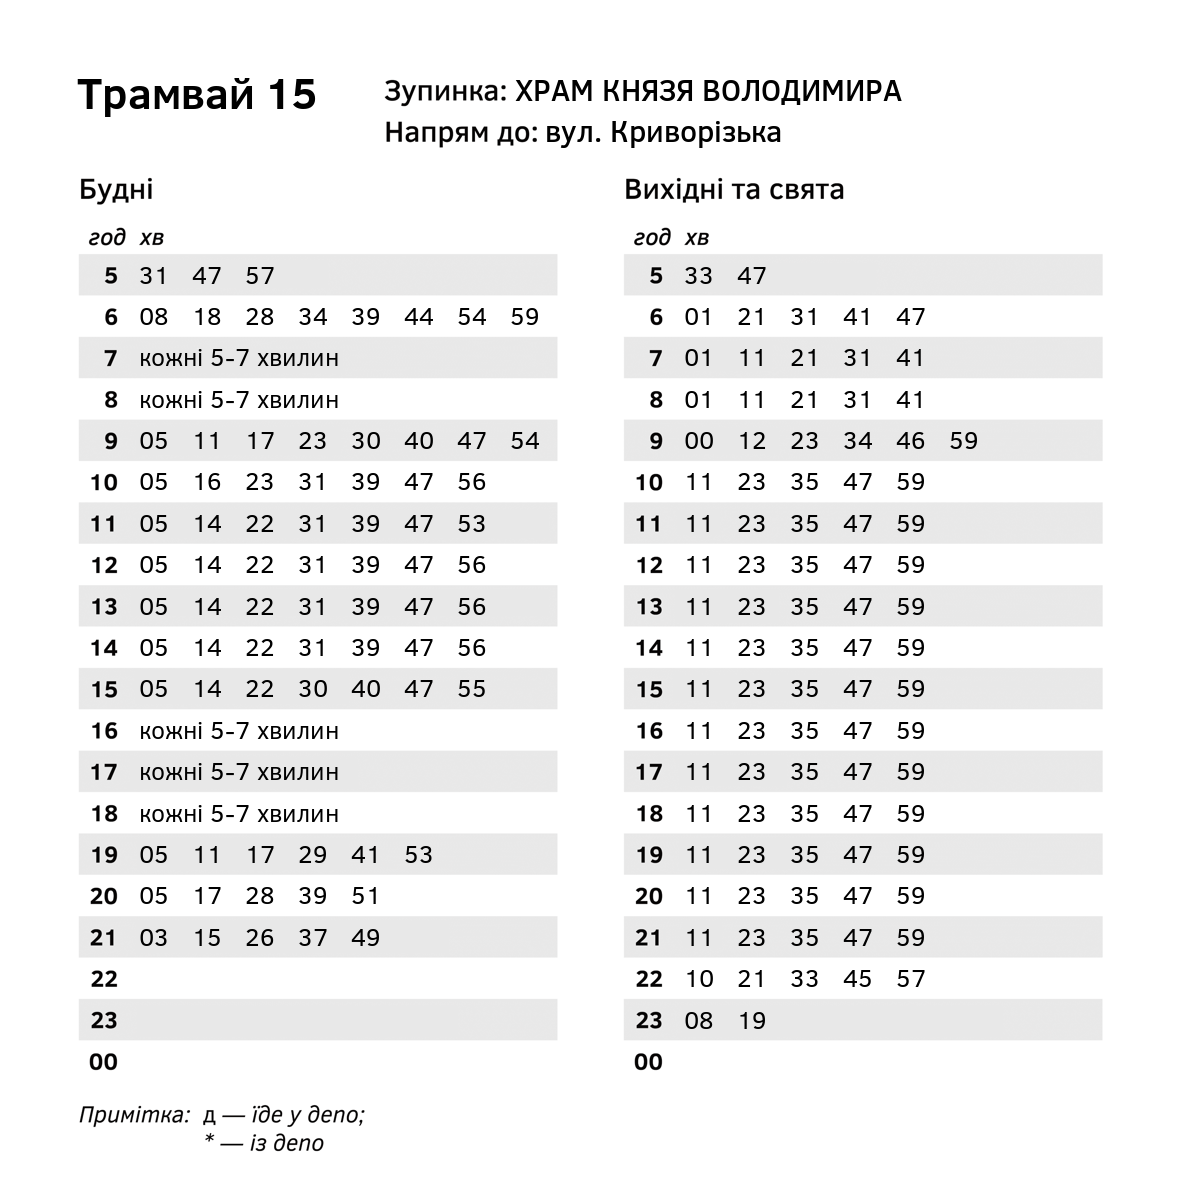 Трамвай 15
Зупинка: ХРАМ КНЯЗЯ ВОЛОДИМИРА
Напрям до: вул. Криворізька
Будні
год хв
5 31 47 57
6 08 18 28 34 39 44 54 59
7 кожні 5-7 хвилин
8 кожні 5-7 хвилин
9 05 11 17 23 30 40 47 54
10 05 16 23 31 39 47 56
11 05 14 22 31 39 47 53
12 05 14 22 31 39 47 56
13 05 14 22 31 39 47 56
14 05 14 22 31 39 47 56
15 05 14 22 30 40 47 55
16 кожні 5-7 хвилин
17 кожні 5-7 хвилин
18 кожні 5-7 хвилин
19 05 11 17 29 41 53
20 05 17 28 39 51
21 03 15 26 37 49
22
23
00
Вихідні та свята
год хв
5 33 47
6 01 21 31 41 47
7 01 11 21 31 41
8 01 11 21 31 41
9 00 12 23 34 46 59
10 11 23 35 47 59
11 11 23 35 47 59
12 11 23 35 47 59
13 11 23 35 47 59
14 11 23 35 47 59
15 11 23 35 47 59
16 11 23 35 47 59
17 11 23 35 47 59
18 11 23 35 47 59
19 11 23 35 47 59
20 11 23 35 47 59
21 11 23 35 47 59
22 10 21 33 45 57
23 08 19
00
Примітка: д — їде у депо;
* — із депо